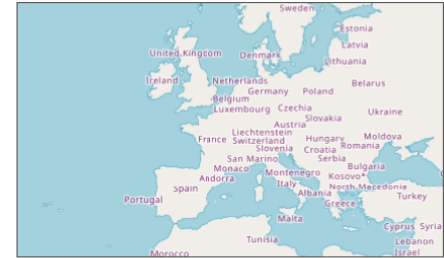 Sweden
Estonia
Latvia
United Kingdom
Denmark
Lithuania
Ireland
Netherlands
Belarus
Germany
Poland
Belgium
Luxembourg
Czechia
Ukraine
Slovakia
Austria
Liechtenstein
France
Switzerland
Hungary
Moldova
Slovenia
Croatia
Romania
San Marino
Serbia
Monaco
Bulgaria
Andorra
Montenegro
Kosovo*
Italy
Spain
North Macedonia
Albania
Turkey
Portugal
Greece
Malta
Cyprus
Syria
Tunisia
Lebanon
Morocco
Israel